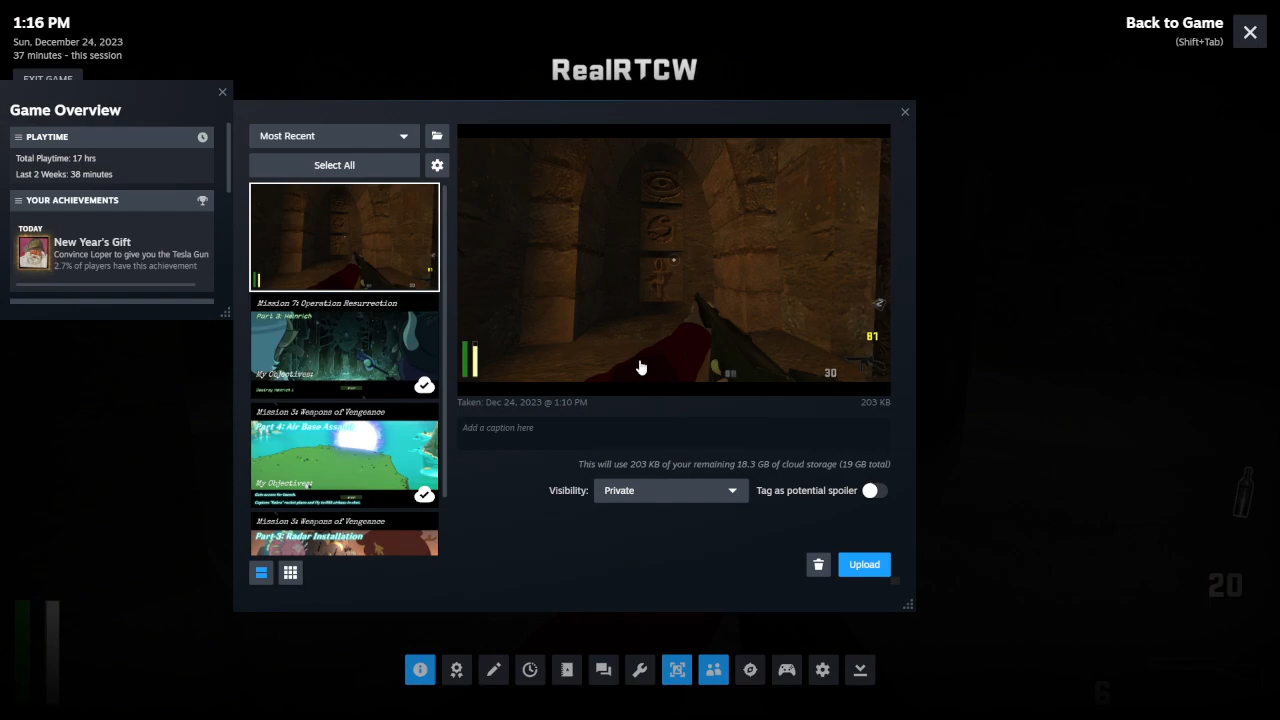 1:16 PM
Sun, December 24, 2023
37 minutes - this session
EXIT GAME
Back to Game
(Shift+Tab)
RealRTCW
Game Overview
PLAYTIME
Total Playtime: 17 hrs
Last 2 Weeks: 38 minutes
YOUR ACHIEVEMENTS
TODAY
New Year's Gift
Convince Loper to give you the Tesla Gun
2.7% of players have this achievement
Most Recent
Select All
Mission 7: Operation Resurrection
Part 3: Heinrich
My Objectives:
Destroy Heinrich I
Mission 3: Weapons of Vengeance
Part 4: Air Base Assault
My Objectives:
Mission 3: Weapons of Vengeance
Part 3: Radar Installation
81
30
Taken: Dec 24, 2023 @ 1:10 PM
203 KB
Add a caption here
This will use 203 KB of your remaining 18.3 GB of cloud storage (19 GB total)
Visibility:
Private
Tag as potential spoiler
Upload
20
6